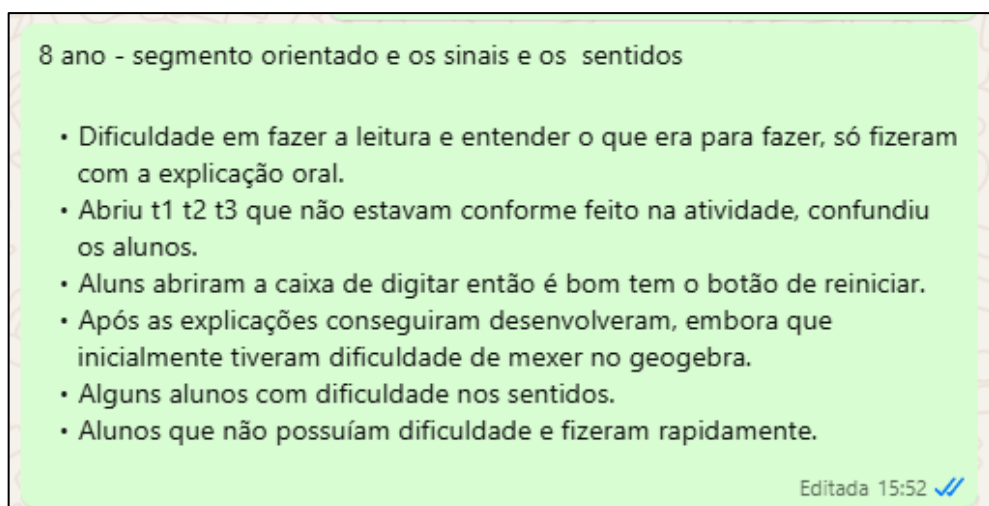 8 ano - segmento orientado e os sinais e os  sentidos
• Dificuldade em fazer a leitura e entender o que era para fazer, só fizeram
com a explicação oral.
• Abriu t1 t2 t3 que não estavam conforme feito na atividade, confundiu
os alunos.
• Aluns abriram a caixa de digitar então é bom tem o botão de reiniciar.
• Após as explicações conseguiram desenvolveram, embora que
inicialmente tiveram dificuldade de mexer no geogebra.
• Alguns alunos com dificuldade nos sentidos.
• Alunos que não possuíam dificuldade e fizeram rapidamente.
Editada 15:52